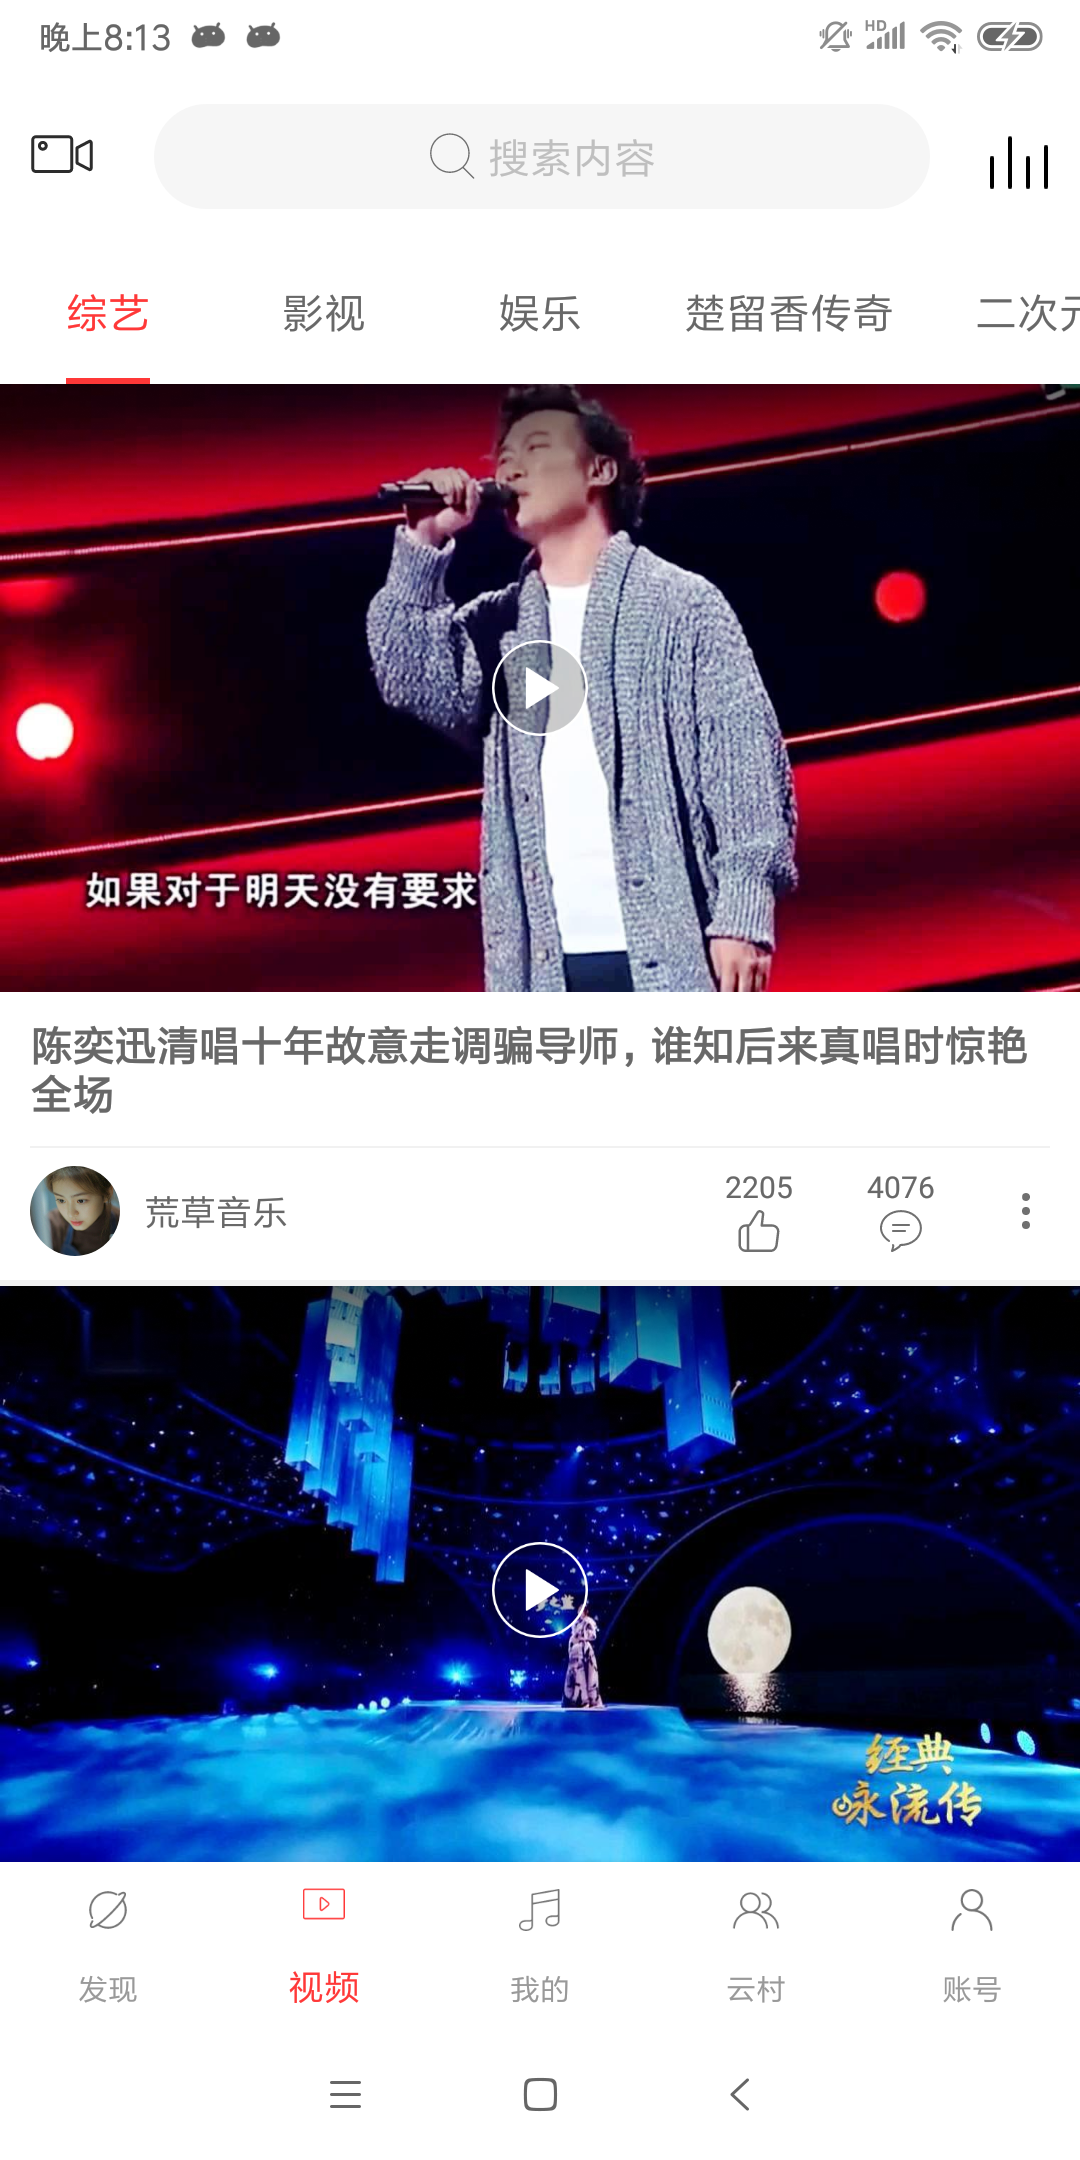 晚上8:13
HD
搜索内容
综艺 影视 娱乐 楚留香传奇 二次元
如果对于明天没有要求
陈奕迅清唱十年故意走调骗导师，谁知后来真唱时惊艳
全场
荒草音乐
2205
4076
经典
咏流传
发现 视频 我的 云村 账号